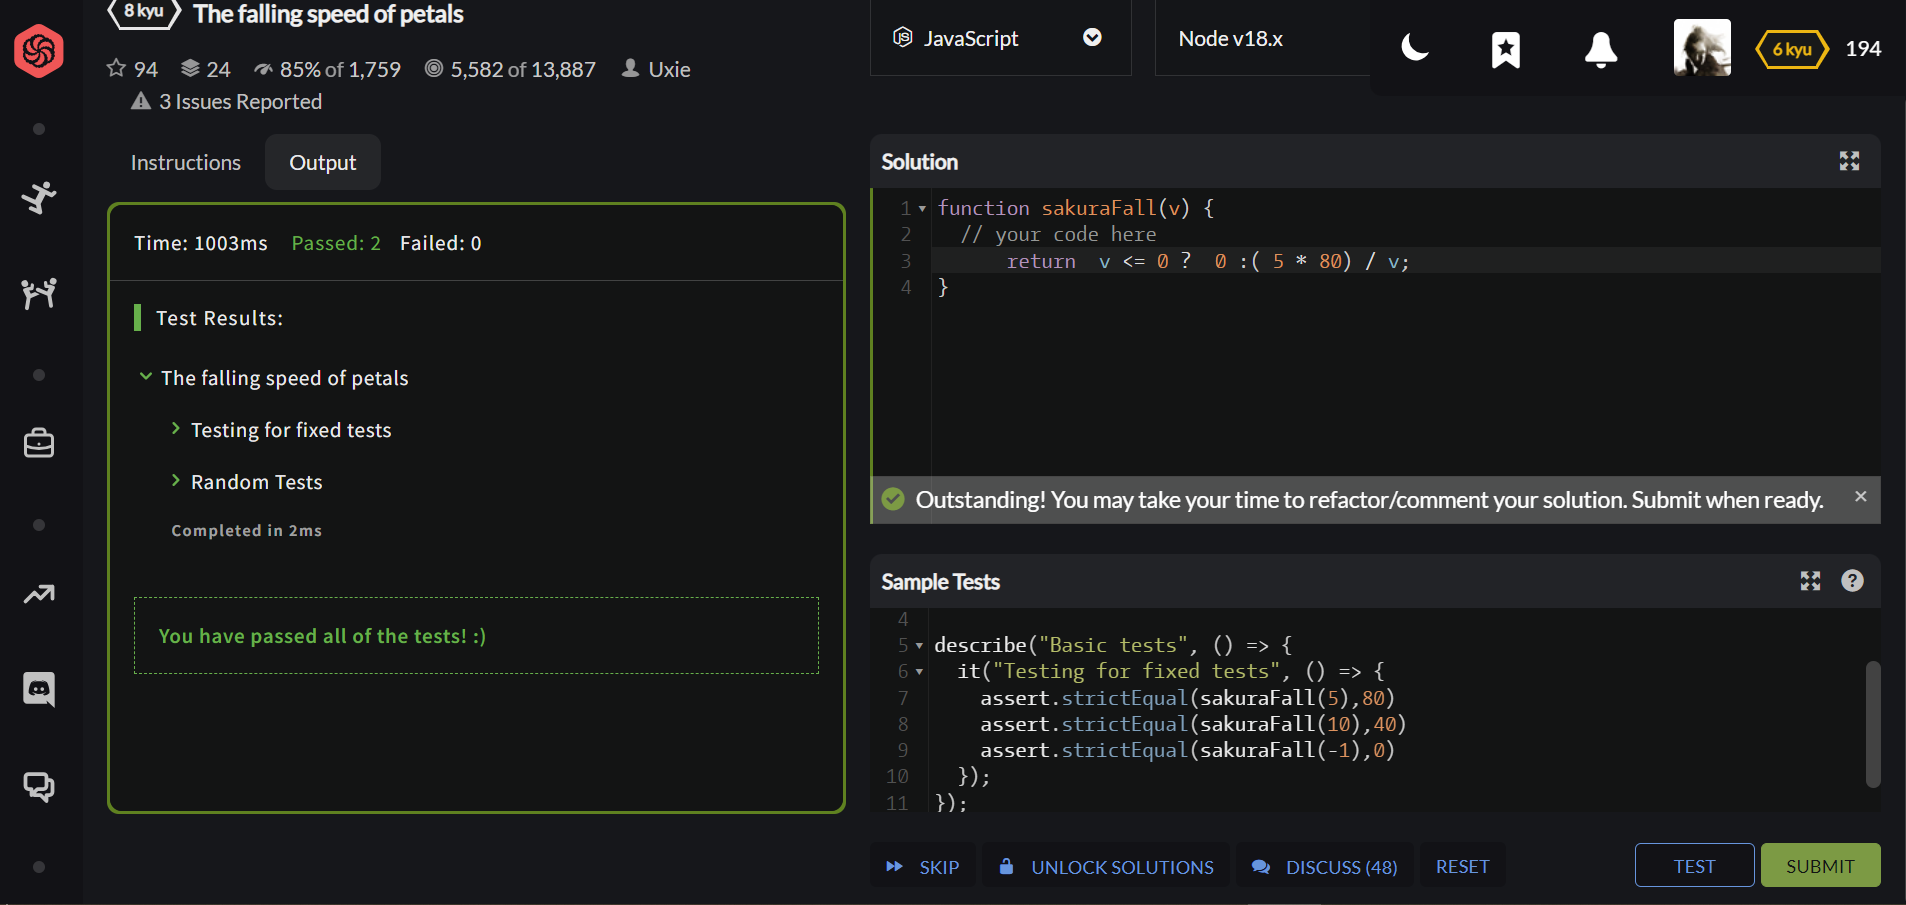 8 kyu The falling speed of petals
94 24 85% of 1,759 5,582 of 13,887 Uxie
3 Issues Reported
JavaScript
Node v18.x
6 kyu 194
Instructions Output
Time: 1003ms Passed: 2 Failed: 0
Test Results:
The falling speed of petals
Testing for fixed tests
Random Tests
Completed in 2ms
You have passed all of the tests! :)
Solution
1 function sakuraFall(v) {
2 // your code here
3 return v <= 0 ? 0 :( 5 * 80) / v;
4 }
Outstanding! You may take your time to refactor/comment your solution. Submit when ready. ×
Sample Tests
4
5 describe("Basic tests", () => {
6 it("Testing for fixed tests", () => {
7 assert.strictEqual(sakuraFall(5),80)
8 assert.strictEqual(sakuraFall(10),40)
9 assert.strictEqual(sakuraFall(-1),0)
10 });
11 });
SKIP UNLOCK SOLUTIONS DISCUSS (48) RESET TEST SUBMIT